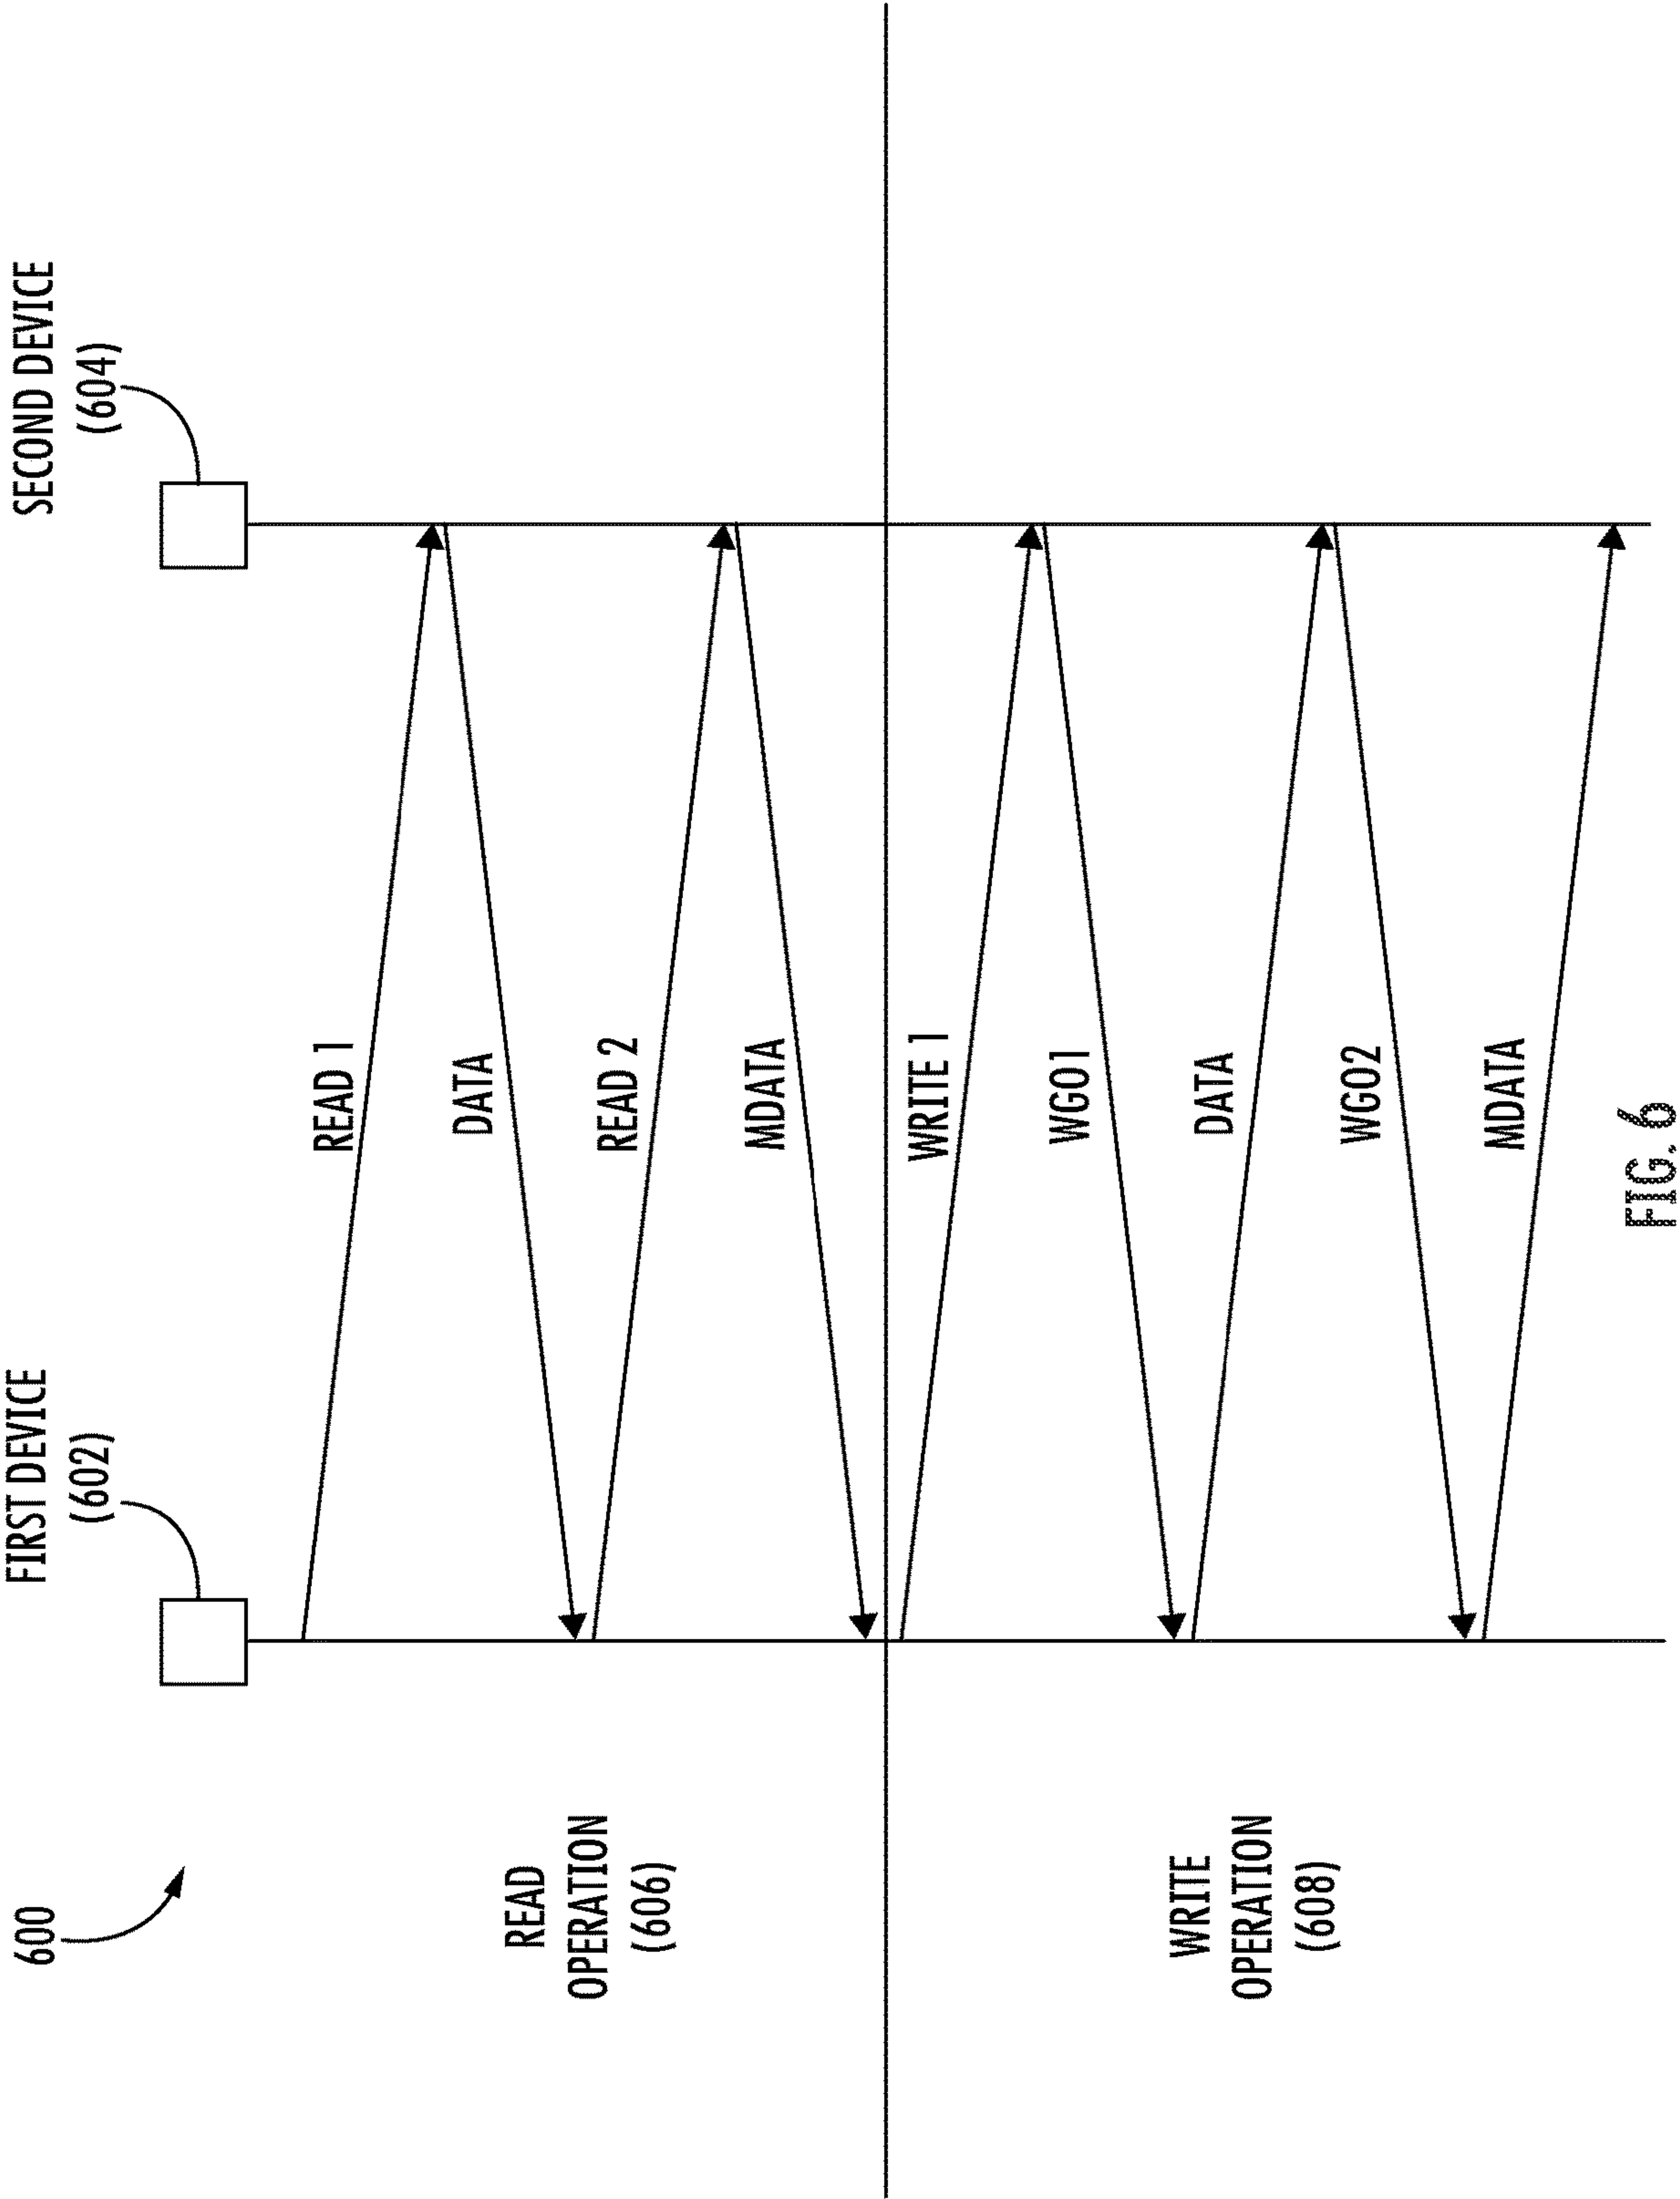 600
FIRST DEVICE
(602)
SECOND DEVICE
(604)
READ
OPERATION
(606)
READ 1
DATA
READ 2
MDATA
WRITE
OPERATION
(608)
WRITE 1
WGO1
DATA
WGO2
MDATA
FIG. 6